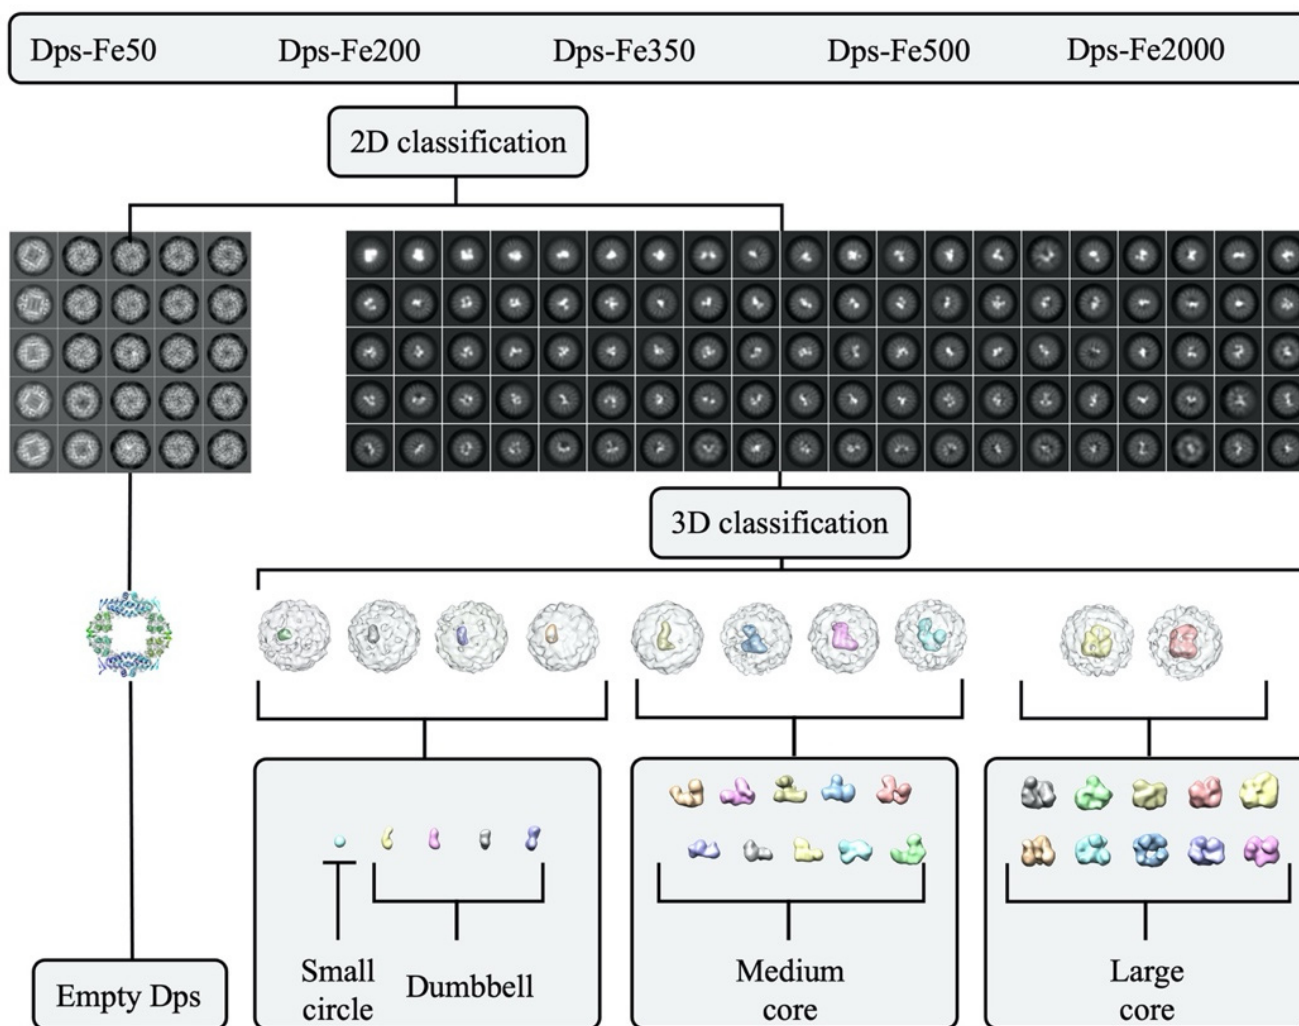 Dps-Fe50 Dps-Fe200 Dps-Fe350 Dps-Fe500 Dps-Fe2000
2D classification
3D classification
Small
circle
Dumbbell
Medium
core
Large
core
Empty Dps